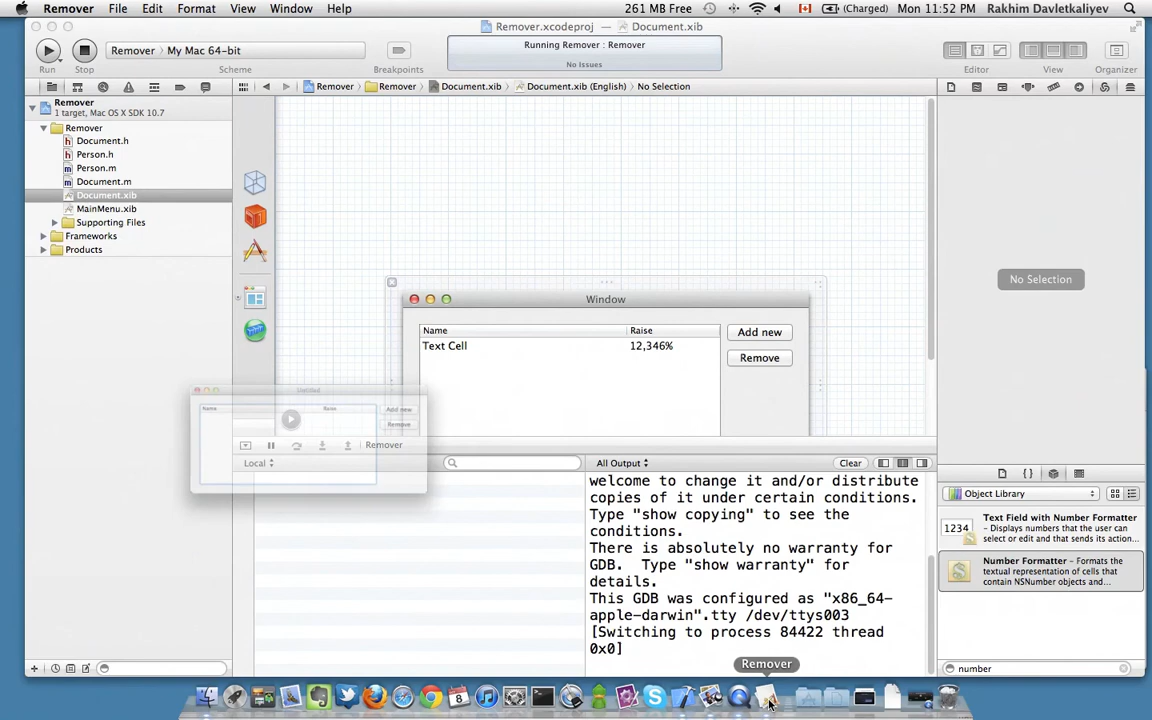 Remover File Edit Format View Window Help 261 MB Free (Charged) Mon 11:52 PM Rakhim Davletkaliyev
Remover.xcodeproj — Document.xib
Remover My Mac 64-bit
Running Remover : Remover
No Issues
Run Stop Scheme Breakpoints Editor View Organizer
Remover Remover Document.xib Document.xib (English) No Selection
Remover
1 target, Mac OS X SDK 10.7
Remover
Document.h
Person.h
Person.m
Document.m
Document.xib
MainMenu.xib
Supporting Files
Frameworks
Products
No Selection
Window
Name Raise
Text Cell 12,346%
Add new
Remove
Untitled
Name Raise
Add new
Remove
Remover
Local
All Output
Clear
welcome to change it and/or distribute
copies of it under certain conditions.
Type "show copying" to see the
conditions.
There is absolutely no warranty for
GDB.  Type "show warranty" for
details.
This GDB was configured as "x86_64-
apple-darwin".tty /dev/ttys003
[Switching to process 84422 thread
0x0]
Object Library
1234
Text Field with Number Formatter
- Displays numbers that the user can
select or edit and that sends its action...
Number Formatter - Formats the
textual representation of cells that
contain NSNumber objects and...
number
Remover
8